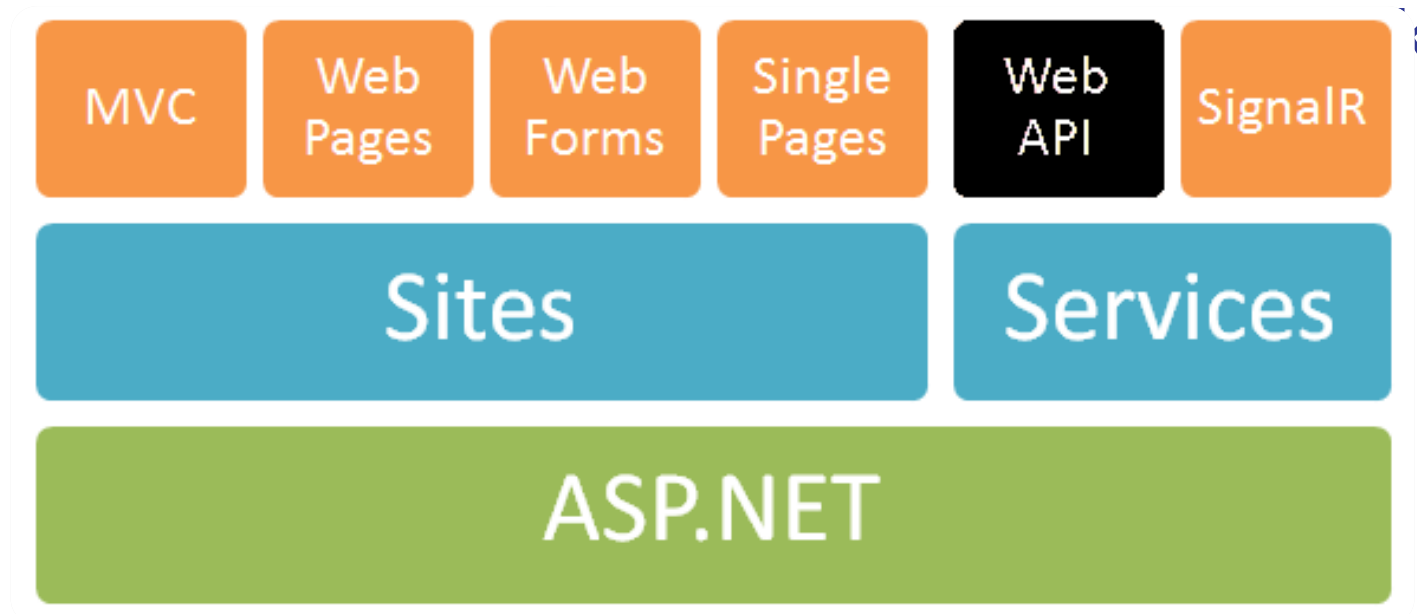 MVC
Web
Pages
Web
Forms
Single
Pages
Web
API
SignalR
Sites
Services
ASP.NET